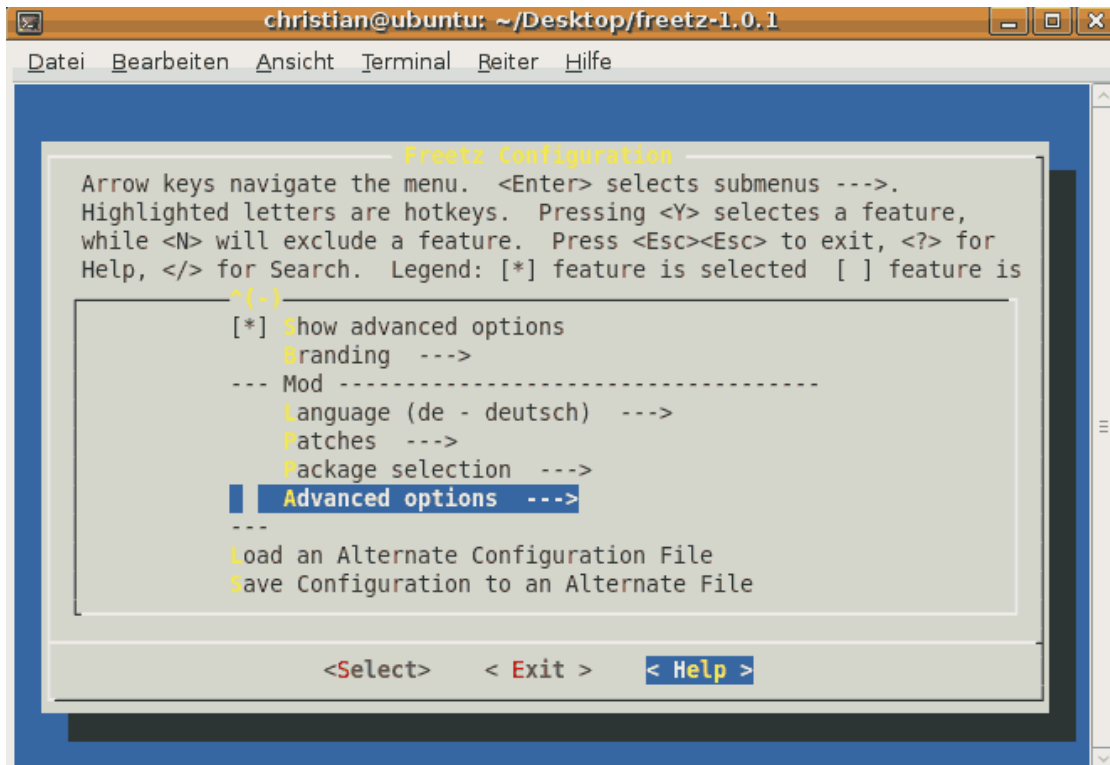 christian@ubuntu: ~/Desktop/freetz-1.0.1
Datei Bearbeiten Ansicht Terminal Reiter Hilfe
Freetz Configuration
Arrow keys navigate the menu. <Enter> selects submenus --->.
Highlighted letters are hotkeys. Pressing <Y> selectes a feature,
while <N> will exclude a feature. Press <Esc><Esc> to exit, <?> for
Help, </> for Search. Legend: [*] feature is selected [ ] feature is
^(-)
[*] Show advanced options
Branding --->
--- Mod ------------------------------------
Language (de - deutsch) --->
Patches --->
Package selection --->
Advanced options --->
---
Load an Alternate Configuration File
Save Configuration to an Alternate File
<Select> < Exit > < Help >